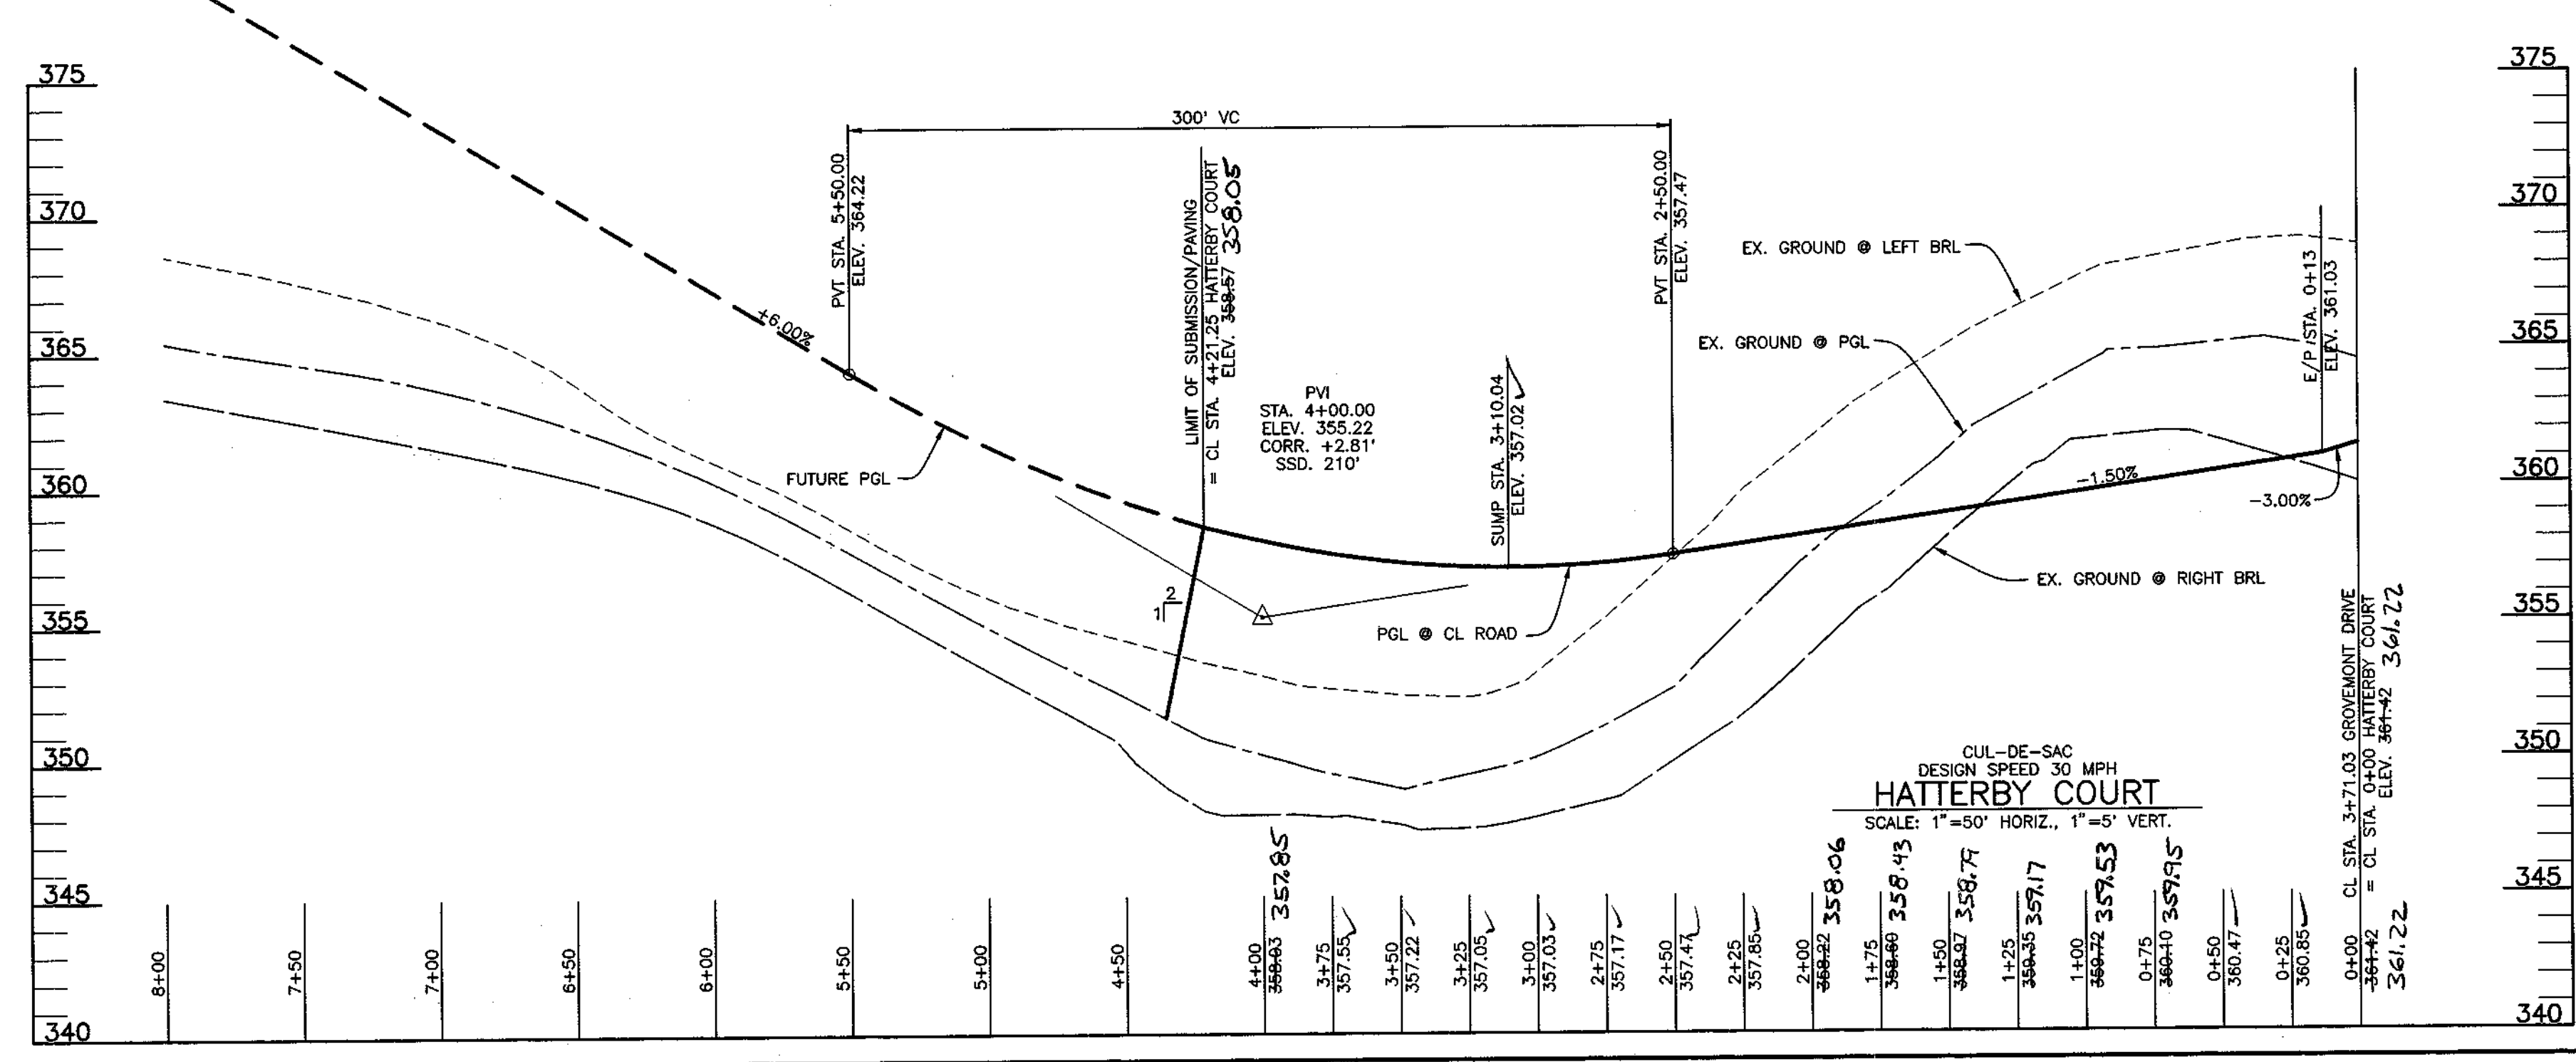 375
370
365
360
355
350
345
340
375
370
365
360
355
350
345
340
300' VC
PVT STA. 5+50.00
ELEV. 364.22
LIMIT OF SUBMISSION/PAVING
= CL STA. 4+21.25 HATTERBY COURT
ELEV. 358.57 358.05
PVI
STA. 4+00.00
ELEV. 355.22
CORR. +2.81'
SSD. 210'
SUMP STA. 3+10.04
ELEV. 357.02
PVT STA. 2+50.00
ELEV. 357.47
EX. GROUND @ LEFT BRL
EX. GROUND @ PGL
E/P STA. 0+13
ELEV. 361.03
+6.00%
FUTURE PGL
-1.50%
-3.00%
2
1
PGL @ CL ROAD
EX. GROUND @ RIGHT BRL
CUL-DE-SAC
DESIGN SPEED 30 MPH
HATTERBY COURT
SCALE: 1"=50' HORIZ., 1"=5' VERT.
CL STA. 3+71.03 GROVEMONT DRIVE
= CL STA. 0+00 HATTERBY COURT
ELEV. 361.42 361.22
8+00
7+50
7+00
6+50
6+00
5+50
5+00
4+50
4+00
358.03 357.85
3+75
357.55
3+50
357.22
3+25
357.05
3+00
357.03
2+75
357.17
2+50
357.47
2+25
357.85
2+00
358.22 358.06
1+75
358.60 358.43
1+50
358.97 358.79
1+25
359.35 359.17
1+00
359.72 359.53
0+75
360.10 359.95
0+50
360.47
0+25
360.85
0+00
361.42
361.22